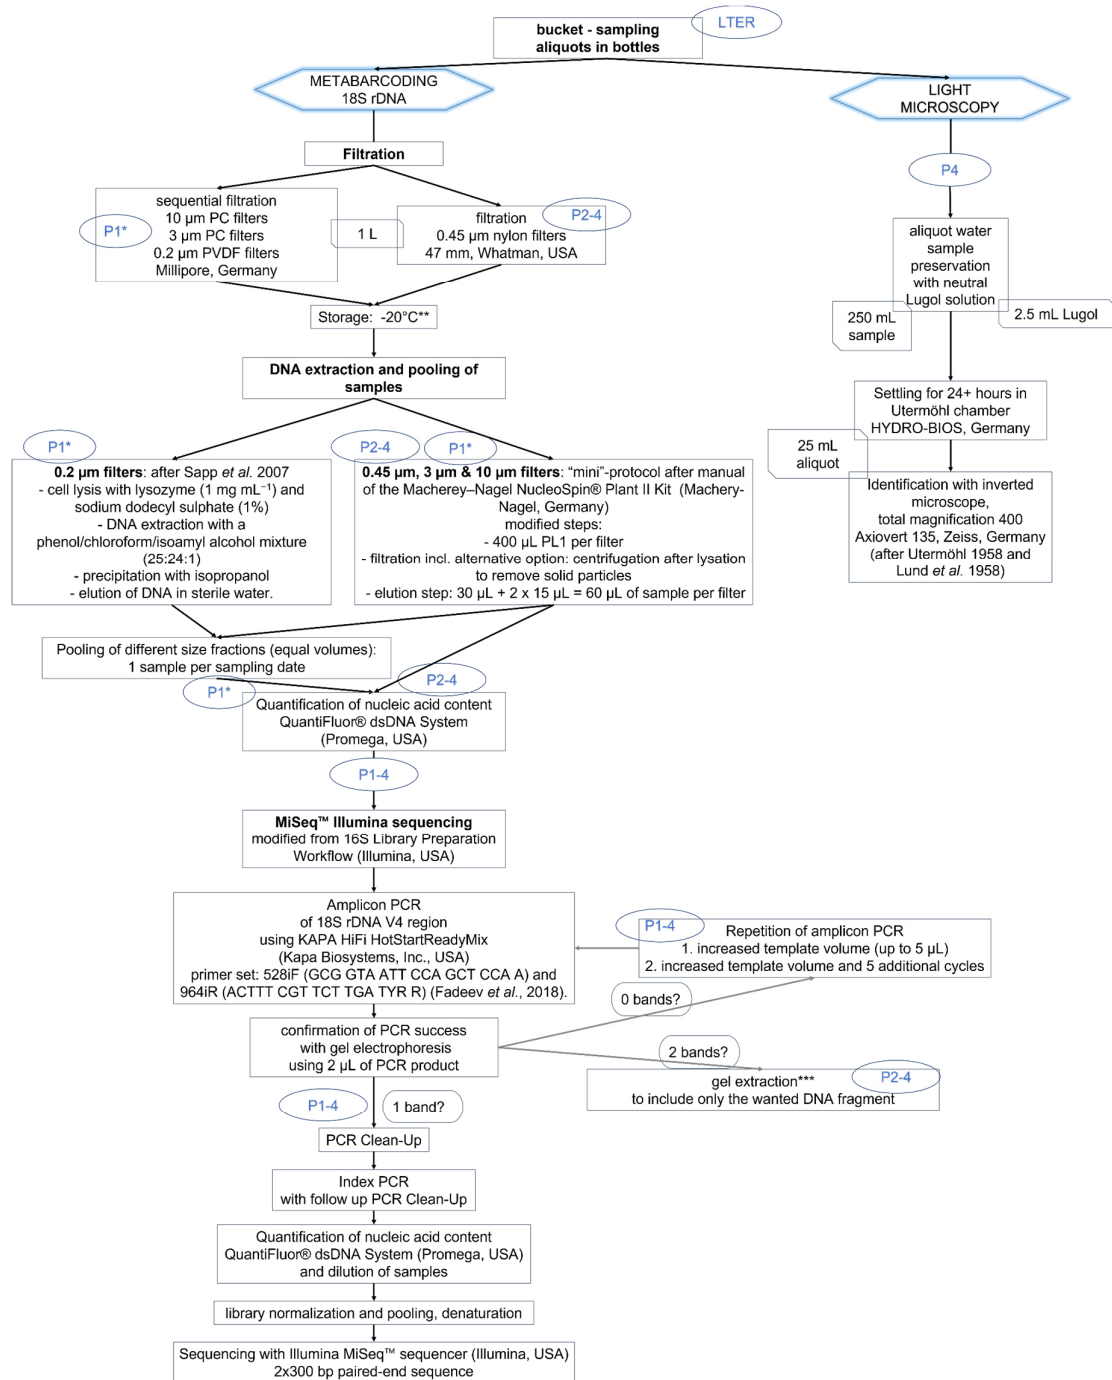 bucket - sampling
aliquots in bottles
LTER
METABARCODING
18S rDNA
LIGHT
MICROSCOPY
Filtration
P4
sequential filtration
10 µm PC filters
3 µm PC filters
0.2 µm PVDF filters
Millipore, Germany
P1*
1 L
P2-4
filtration
0.45 µm nylon filters
47 mm, Whatman, USA
aliquot water
sample
preservation
with neutral
Lugol solution
250 mL
sample
2.5 mL Lugol
Storage: -20°C**
DNA extraction and pooling of
samples
Settling for 24+ hours in
Utermöhl chamber
HYDRO-BIOS, Germany
25 mL
aliquot
P1*
P2-4
P1*
0.2 µm filters: after Sapp et al. 2007
- cell lysis with lysozyme (1 mg mL⁻¹) and
sodium dodecyl sulphate (1%)
- DNA extraction with a
phenol/chloroform/isoamyl alcohol mixture
(25:24:1)
- precipitation with isopropanol
- elution of DNA in sterile water.
0.45 µm, 3 µm & 10 µm filters: “mini”-protocol after manual
of the Macherey–Nagel NucleoSpin® Plant II Kit (Machery-
Nagel, Germany)
modified steps:
- 400 µL PL1 per filter
- filtration incl. alternative option: centrifugation after lysation
to remove solid particles
- elution step: 30 µL + 2 x 15 µL = 60 µL of sample per filter
Identification with inverted
microscope,
total magnification 400
Axiovert 135, Zeiss, Germany
(after Utermöhl 1958 and
Lund et al. 1958)
Pooling of different size fractions (equal volumes):
1 sample per sampling date
P1*
P2-4
Quantification of nucleic acid content
QuantiFluor® dsDNA System
(Promega, USA)
P1-4
MiSeq™ Illumina sequencing
modified from 16S Library Preparation
Workflow (Illumina, USA)
Amplicon PCR
of 18S rDNA V4 region
using KAPA HiFi HotStartReadyMix
(Kapa Biosystems, Inc., USA)
primer set: 528iF (GCG GTA ATT CCA GCT CCA A) and
964iR (ACTTT CGT TCT TGA TYR R) (Fadeev et al., 2018).
P1-4
Repetition of amplicon PCR
1. increased template volume (up to 5 µL)
2. increased template volume and 5 additional cycles
0 bands?
confirmation of PCR success
with gel electrophoresis
using 2 µL of PCR product
2 bands?
P2-4
gel extraction***
to include only the wanted DNA fragment
P1-4
1 band?
PCR Clean-Up
Index PCR
with follow up PCR Clean-Up
Quantification of nucleic acid content
QuantiFluor® dsDNA System (Promega, USA)
and dilution of samples
library normalization and pooling, denaturation
Sequencing with Illumina MiSeq™ sequencer (Illumina, USA)
2x300 bp paired-end sequence